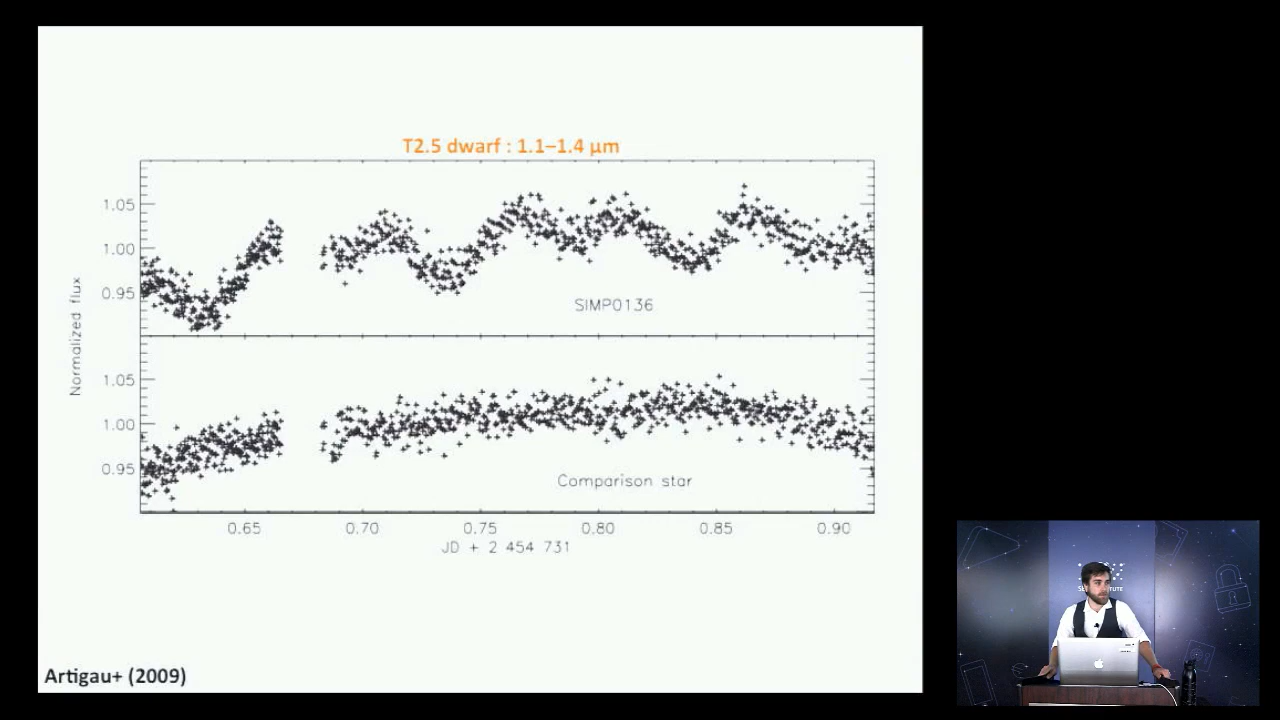 T2.5 dwarf : 1.1–1.4 µm
1.05
1.00
0.95
SIMP0136
Normalized flux
1.05
1.00
0.95
Comparison star
0.65 0.70 0.75 0.80 0.85 0.90
JD + 2 454 731
Artigau+ (2009)